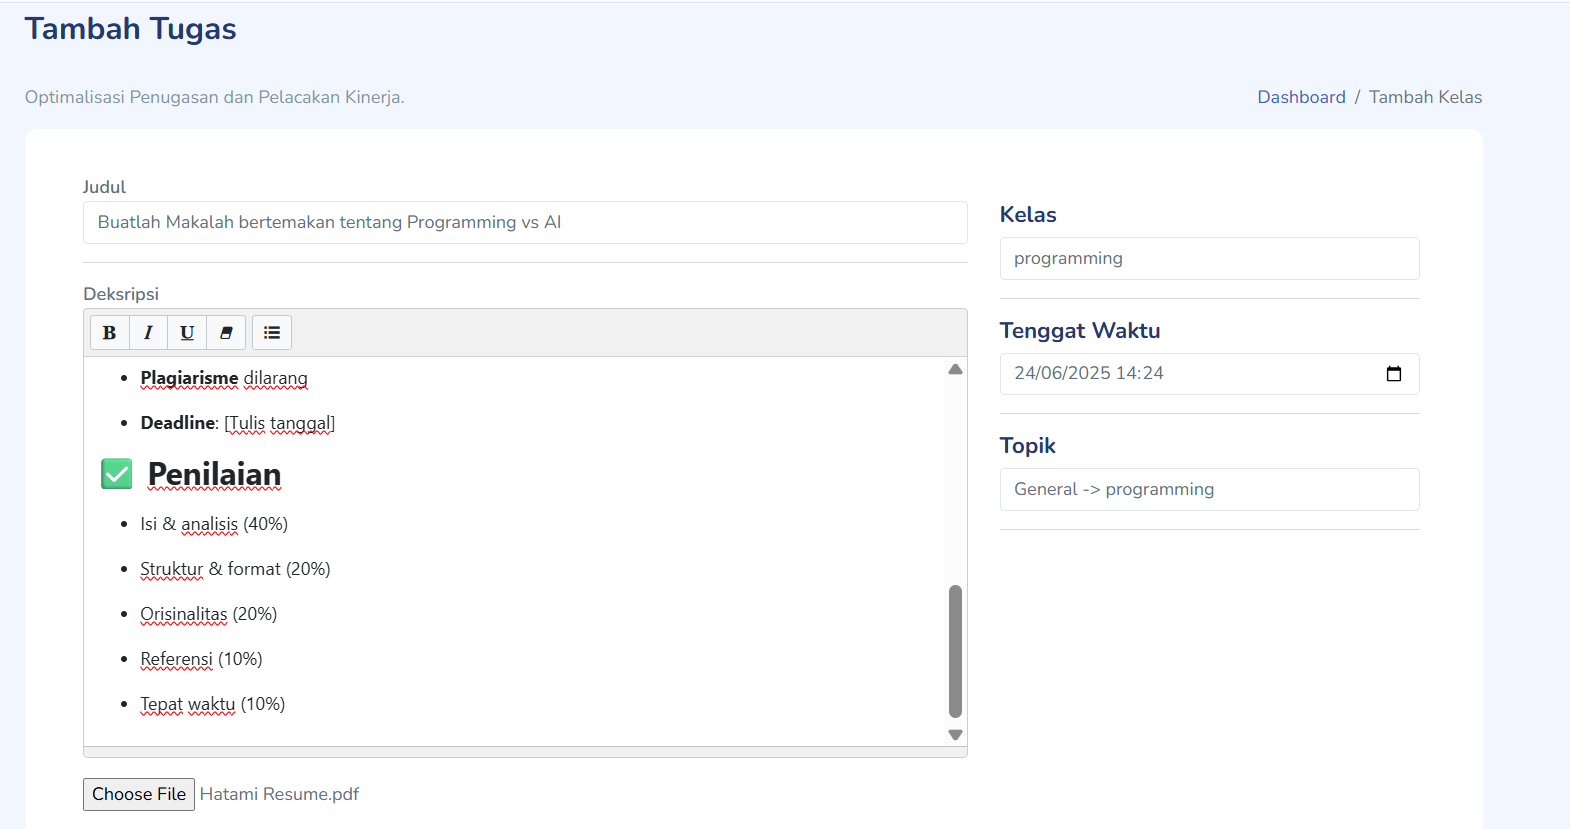 Tambah Tugas
Optimalisasi Penugasan dan Pelacakan Kinerja.
Dashboard / Tambah Kelas
Judul
Buatlah Makalah bertemakan tentang Programming vs AI
Deksripsi
B I U
Plagiarisme dilarang
Deadline: [Tulis tanggal]
✅ Penilaian
Isi & analisis (40%)
Struktur & format (20%)
Orisinalitas (20%)
Referensi (10%)
Tepat waktu (10%)
Choose File Hatami Resume.pdf
Kelas
programming
Tenggat Waktu
24/06/2025 14:24
Topik
General -> programming